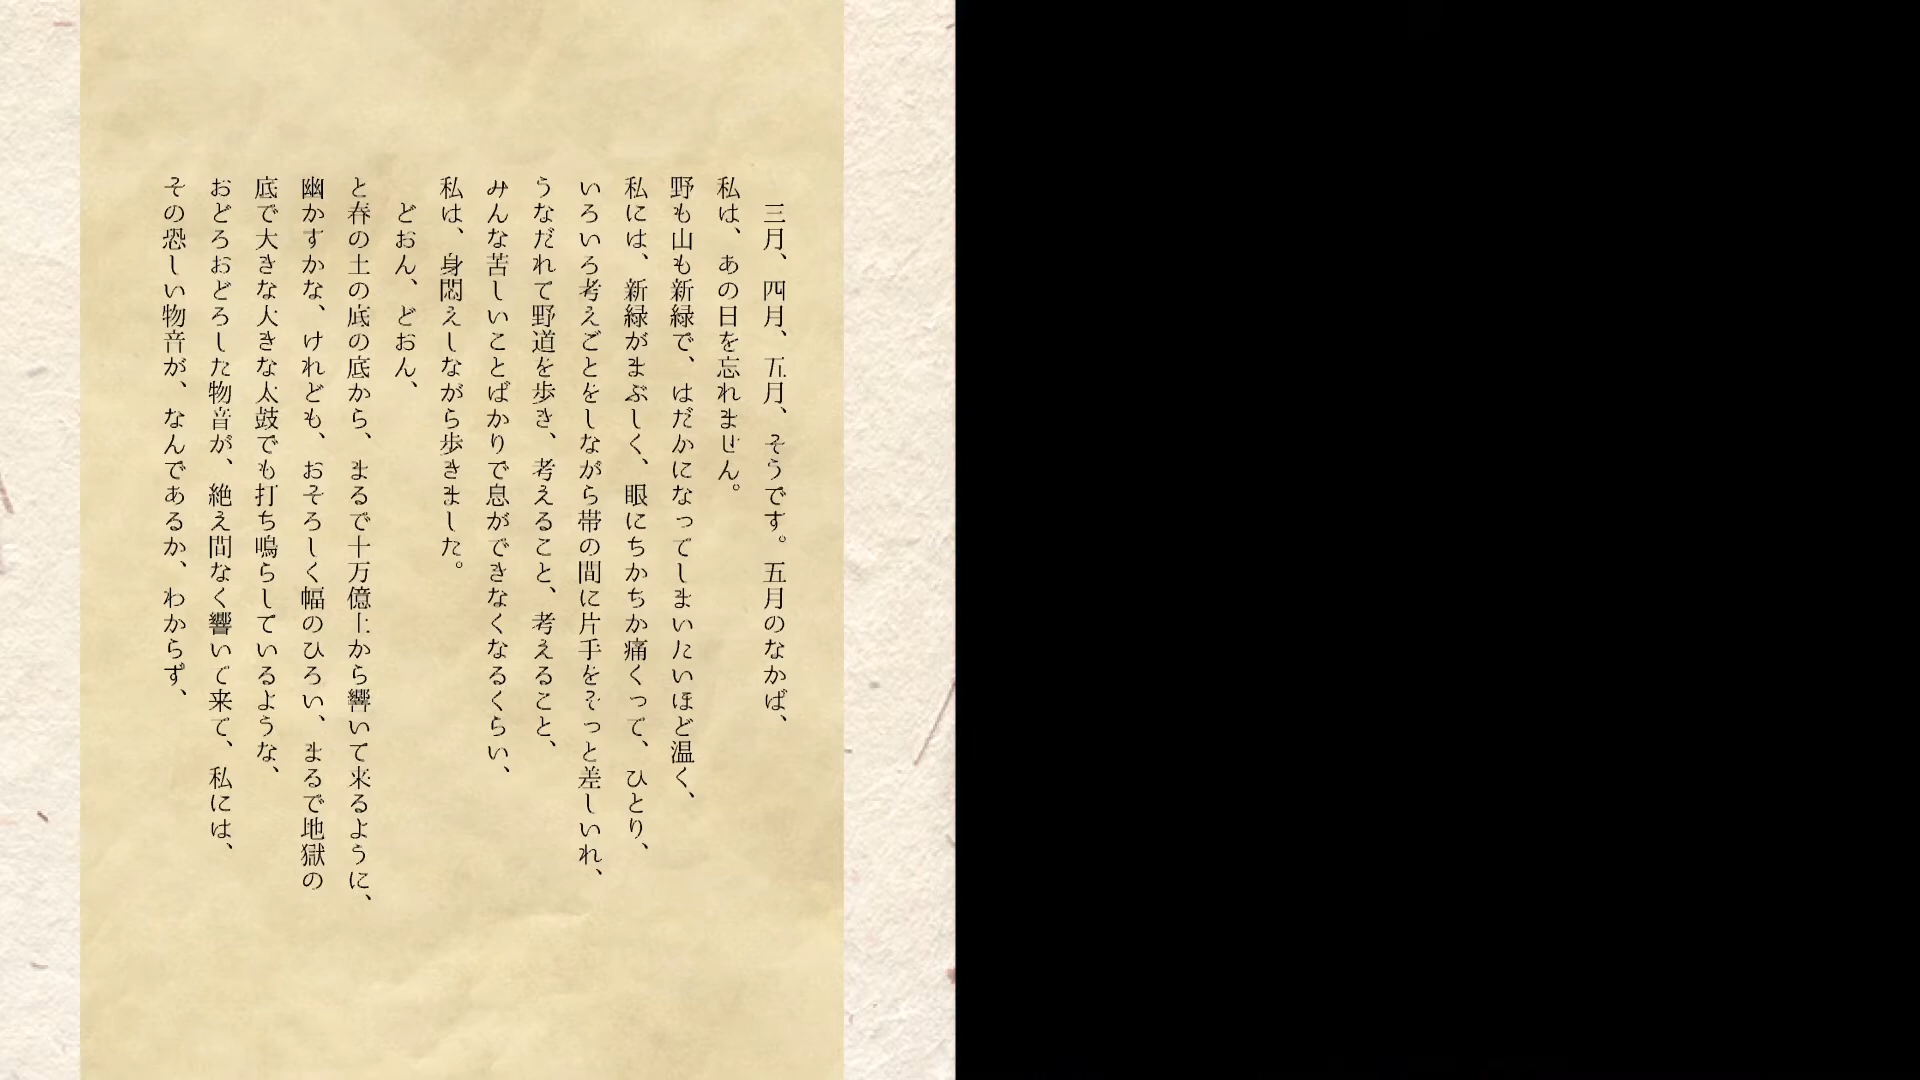 三月、四月、五月、そうです。五月のなかば、
私は、あの日を忘れません。
野も山も新緑で、はだかになってしまいたいほど温く、
私には、新緑がまぶしく、眼にちかちか痛くって、ひとり、
いろいろ考えごとをしながら帯の間に片手をそっと差しいれ、
うなだれて野道を歩き、考えること、考えること、
みんな苦しいことばかりで息ができなくなるくらい、
私は、身悶えしながら歩きました。
どおん、どおん、
と春の土の底の底から、まるで十万億土から響いて来るように、
幽かすかな、けれども、おそろしく幅のひろい、まるで地獄の
底で大きな大きな太鼓でも打ち鳴らしているような、
おどろおどろした物音が、絶え間なく響いて来て、私には、
その恐しい物音が、なんであるか、わからず、